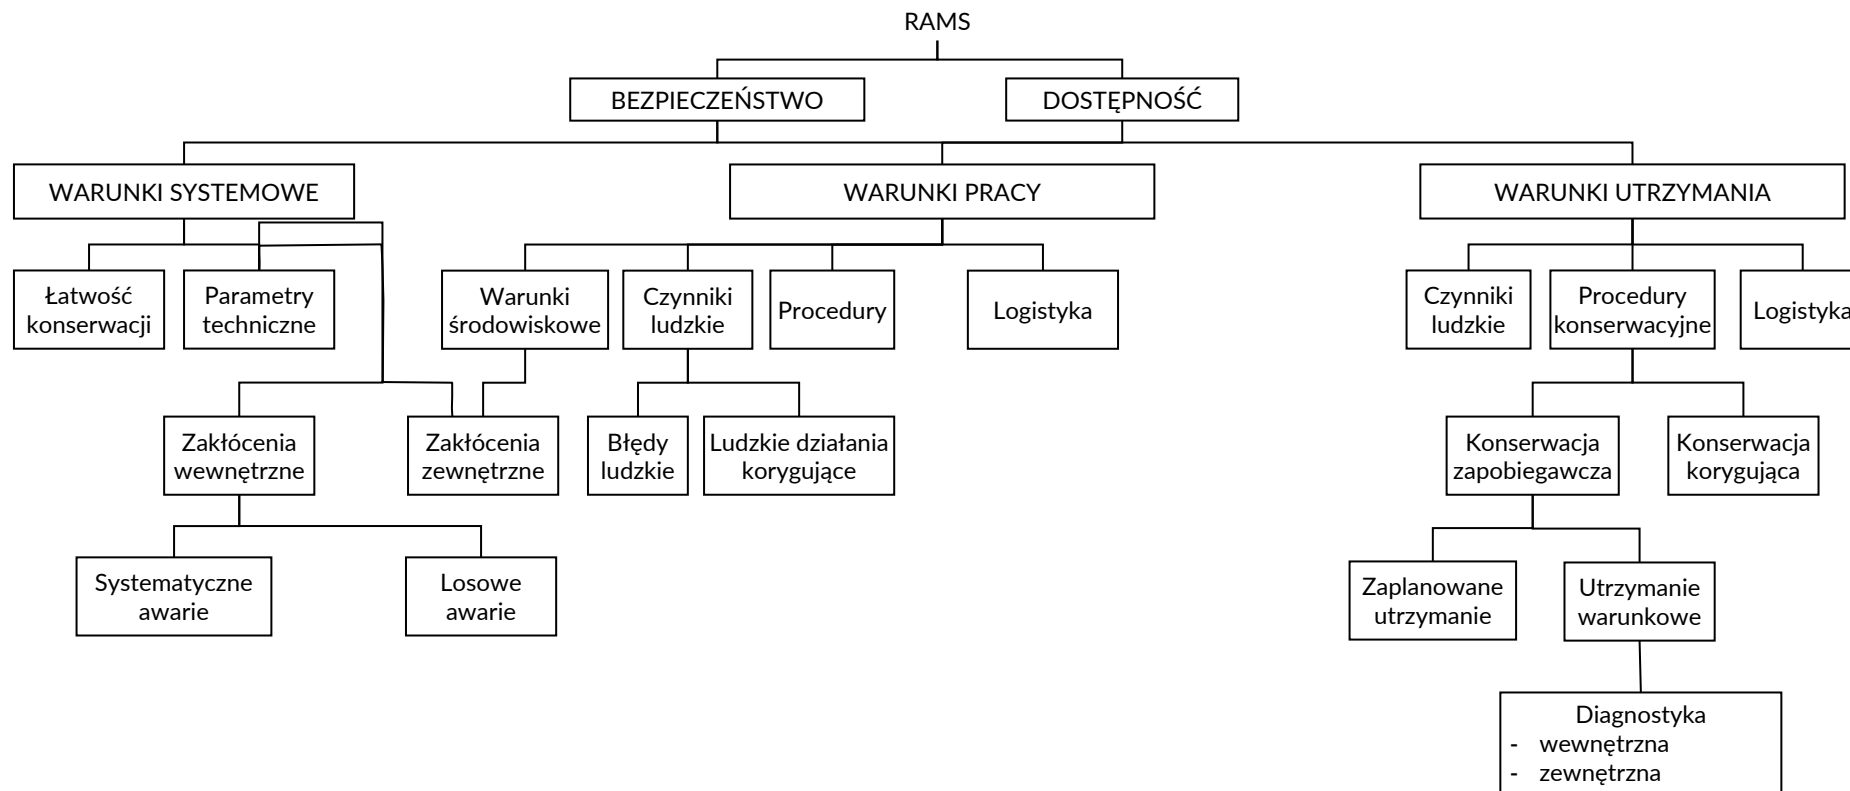 RAMS
BEZPIECZEŃSTWO
DOSTĘPNOŚĆ
WARUNKI SYSTEMOWE
WARUNKI PRACY
WARUNKI UTRZYMANIA
Łatwość
konserwacji
Parametry
techniczne
Warunki
środowiskowe
Czynniki
ludzkie
Procedury
Logistyka
Czynniki
ludzkie
Procedury
konserwacyjne
Logistyka
Zakłócenia
wewnętrzne
Zakłócenia
zewnętrzne
Błędy
ludzkie
Ludzkie działania
korygujące
Konserwacja
zapobiegawcza
Konserwacja
korygująca
Systematyczne
awarie
Losowe
awarie
Zaplanowane
utrzymanie
Utrzymanie
warunkowe
Diagnostyka
- wewnętrzna
- zewnętrzna